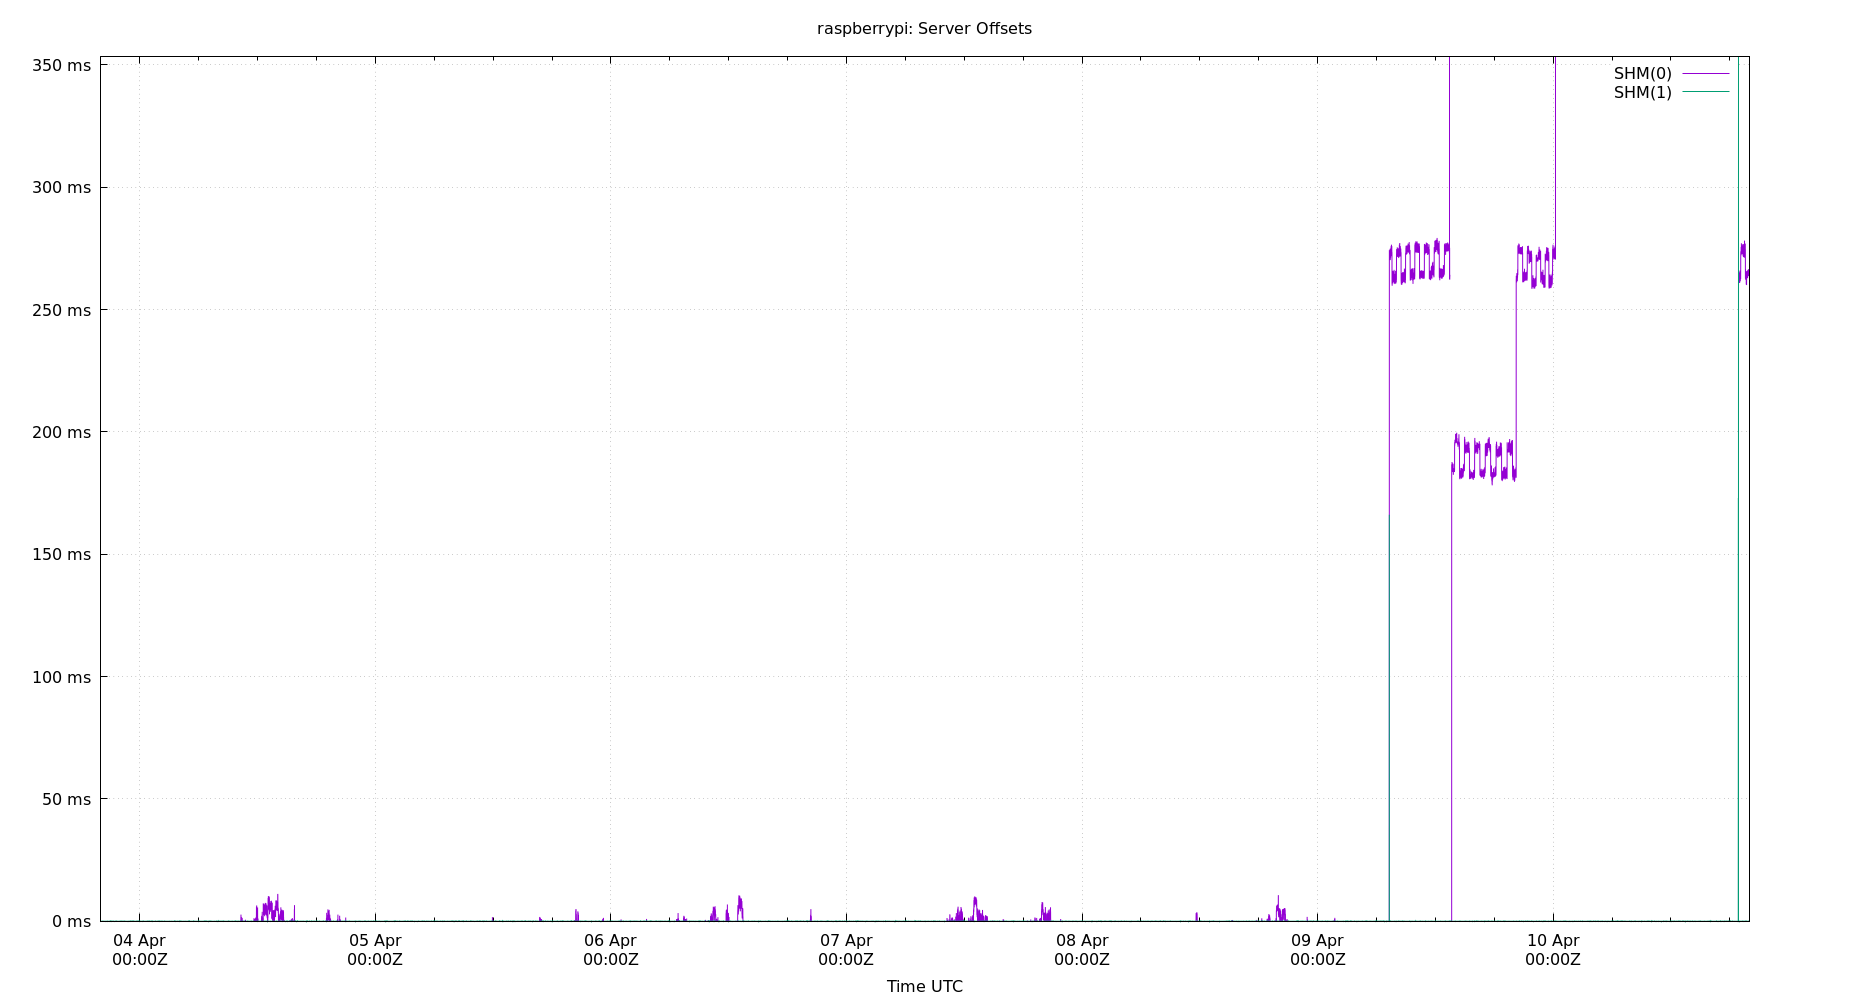 raspberrypi: Server Offsets
350 ms
SHM(0)
SHM(1)
300 ms
250 ms
200 ms
150 ms
100 ms
50 ms
0 ms
04 Apr 05 Apr 06 Apr 07 Apr 08 Apr 09 Apr 10 Apr
00:00Z 00:00Z 00:00Z 00:00Z 00:00Z 00:00Z 00:00Z
Time UTC